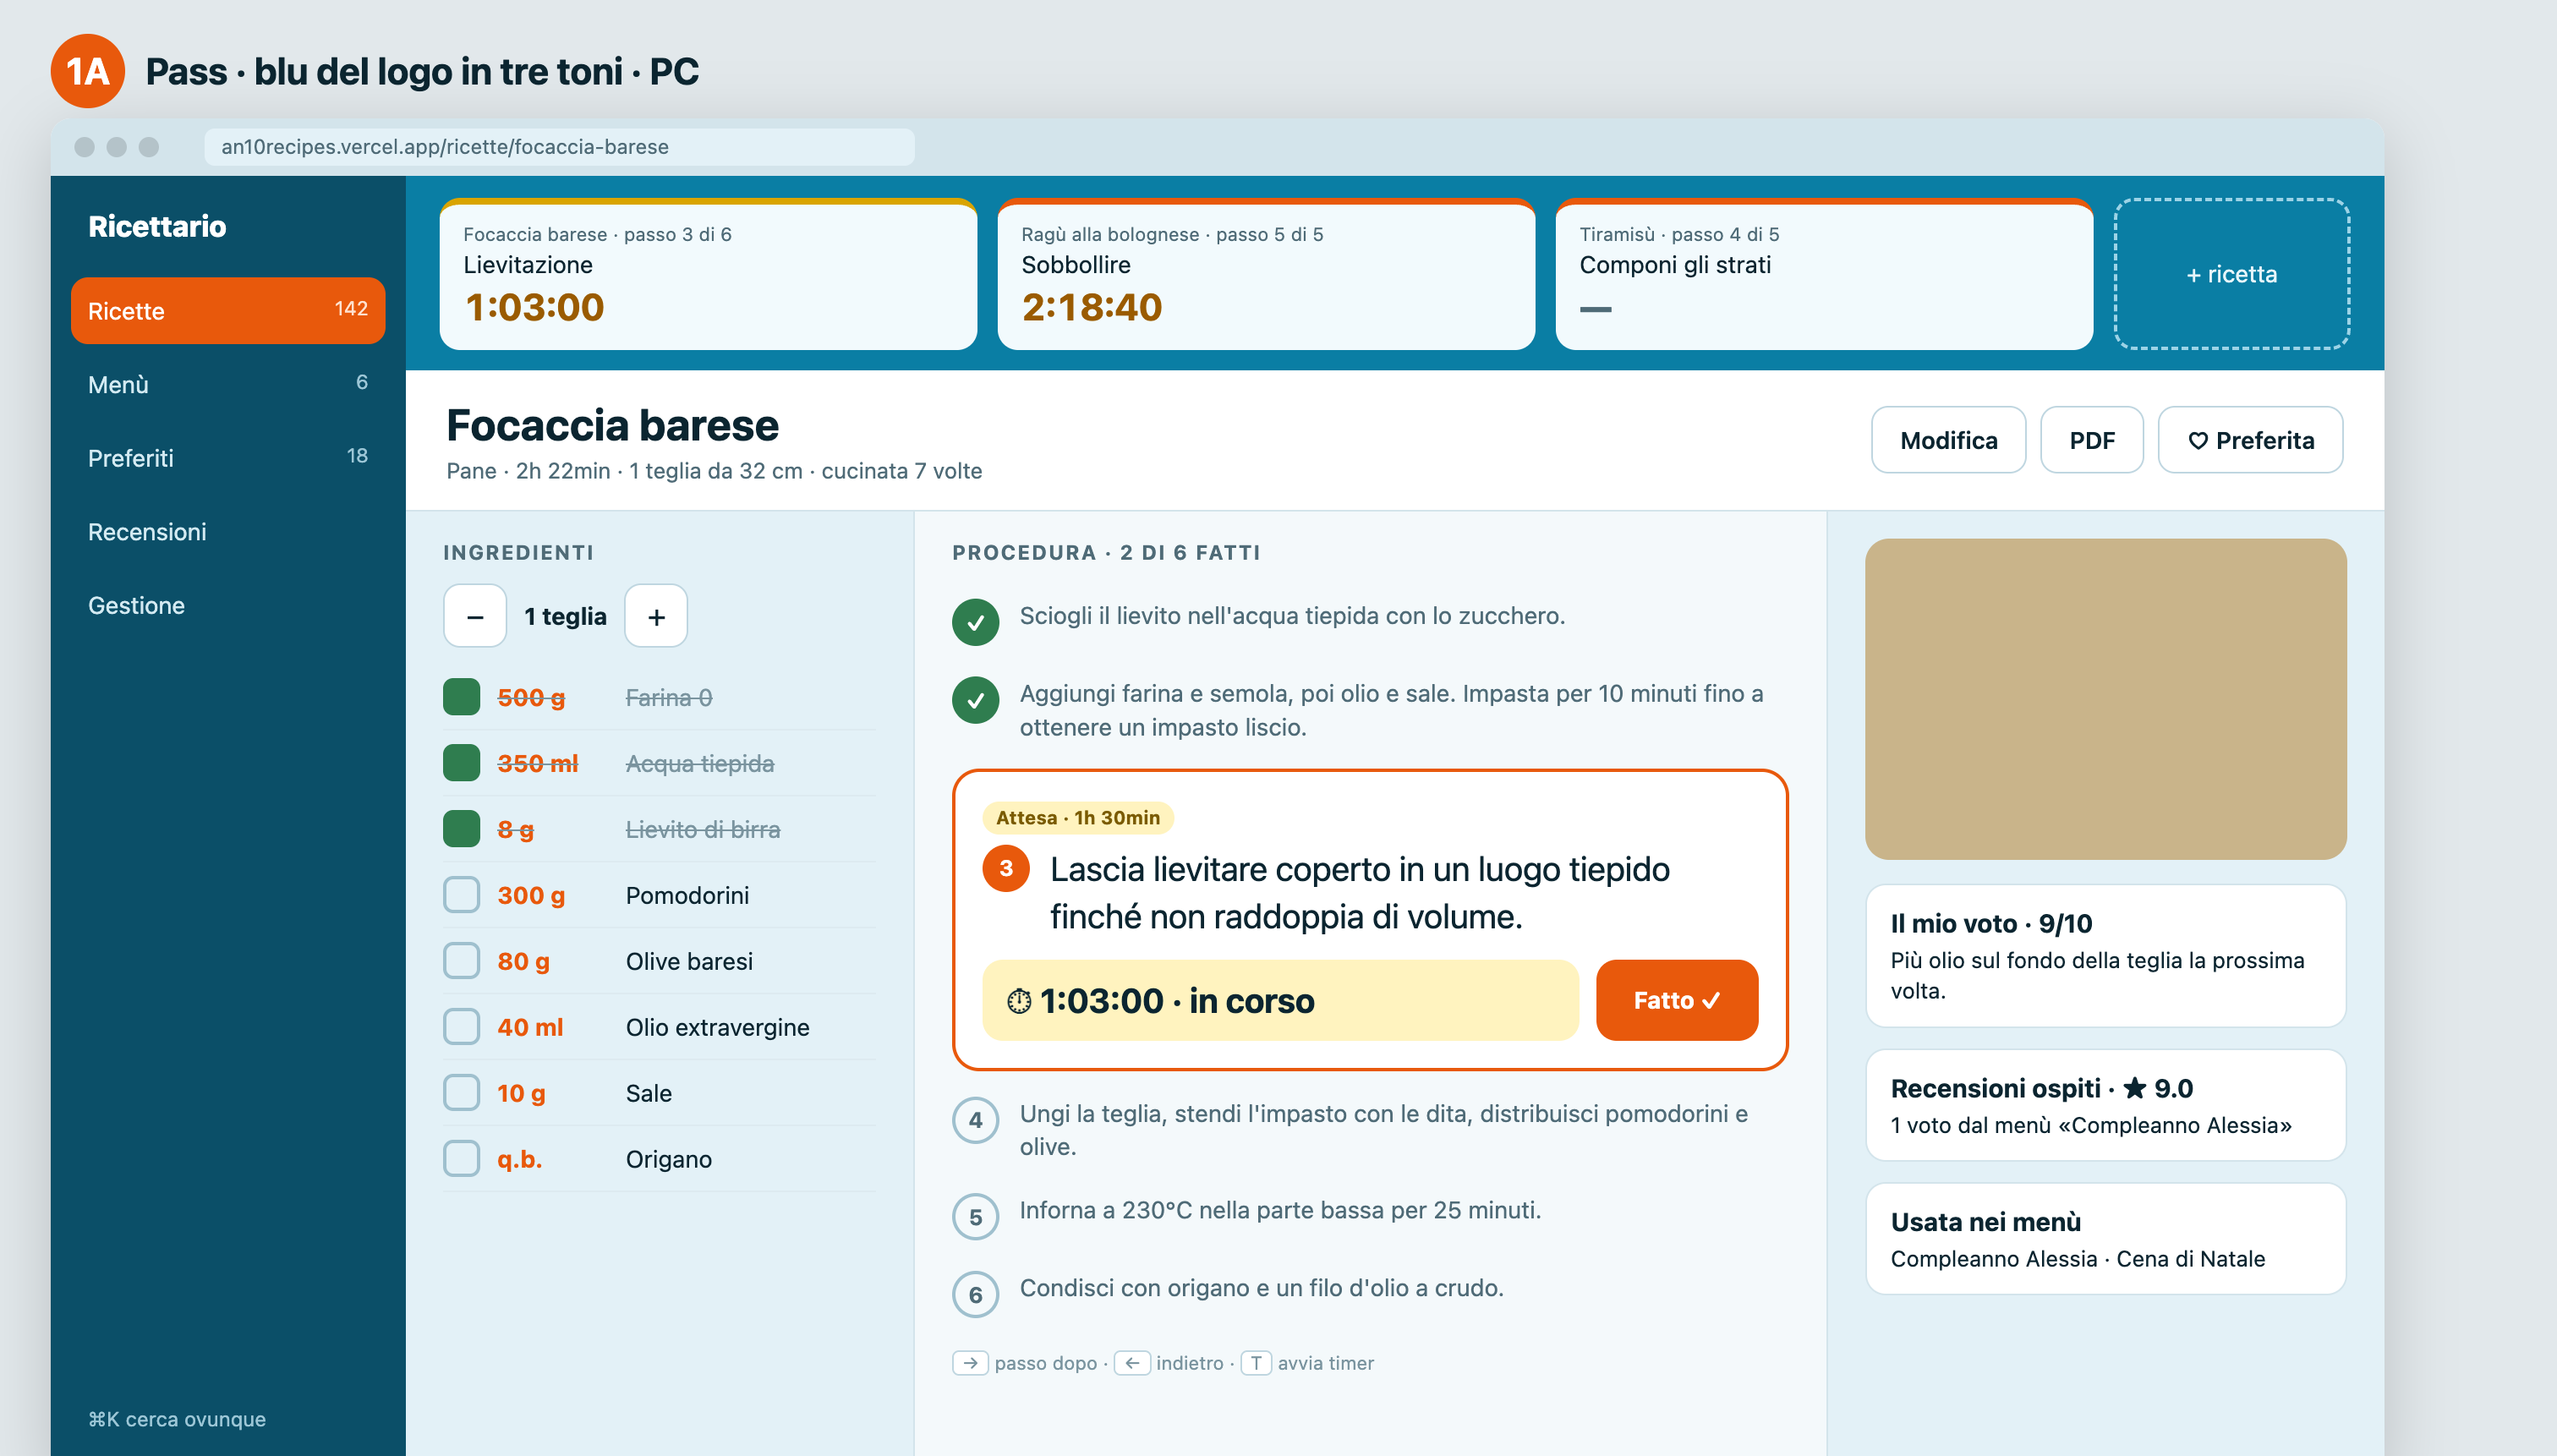 1A Pass · blu del logo in tre toni · PC
an10recipes.vercel.app/ricette/focaccia-barese
Ricettario
Ricette 142
Menù 6
Preferiti 18
Recensioni
Gestione
⌘K cerca ovunque
Focaccia barese · passo 3 di 6
Lievitazione
1:03:00
Ragù alla bolognese · passo 5 di 5
Sobbollire
2:18:40
Tiramisù · passo 4 di 5
Componi gli strati
—
+ ricetta
Focaccia barese
Pane · 2h 22min · 1 teglia da 32 cm · cucinata 7 volte
Modifica
PDF
♡ Preferita
INGREDIENTI
− 1 teglia +
500 g Farina 0
350 ml Acqua tiepida
8 g Lievito di birra
300 g Pomodorini
80 g Olive baresi
40 ml Olio extravergine
10 g Sale
q.b. Origano
PROCEDURA · 2 DI 6 FATTI
✓ Sciogli il lievito nell'acqua tiepida con lo zucchero.
✓ Aggiungi farina e semola, poi olio e sale. Impasta per 10 minuti fino a
ottenere un impasto liscio.
Attesa · 1h 30min
3 Lascia lievitare coperto in un luogo tiepido
finché non raddoppia di volume.
⏱ 1:03:00 · in corso
Fatto ✓
4 Ungi la teglia, stendi l'impasto con le dita, distribuisci pomodorini e
olive.
5 Inforna a 230°C nella parte bassa per 25 minuti.
6 Condisci con origano e un filo d'olio a crudo.
→ passo dopo · ← indietro · T avvia timer
Il mio voto · 9/10
Più olio sul fondo della teglia la prossima
volta.
Recensioni ospiti · ★ 9.0
1 voto dal menù «Compleanno Alessia»
Usata nei menù
Compleanno Alessia · Cena di Natale